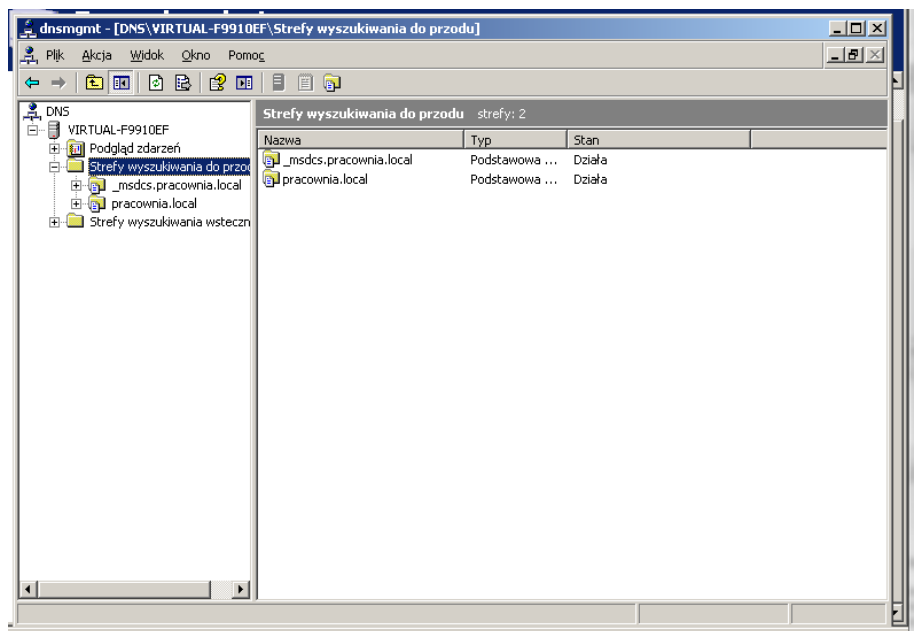 dnsmgmt - [DNS\VIRTUAL-F9910EF\Strefy wyszukiwania do przodu]
Plik Akcja Widok Okno Pomoc
DNS
VIRTUAL-F9910EF
Podgląd zdarzeń
Strefy wyszukiwania do przod
_msdcs.pracownia.local
pracownia.local
Strefy wyszukiwania wsteczn
Strefy wyszukiwania do przodu strefy: 2
Nazwa Typ Stan
_msdcs.pracownia.local Podstawowa ... Działa
pracownia.local Podstawowa ... Działa